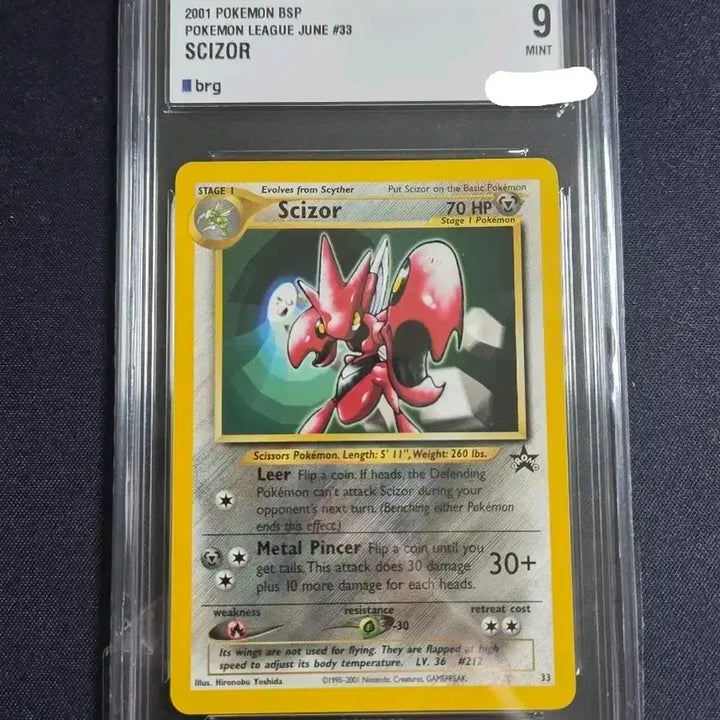 2001 POKEMON BSP
POKEMON LEAGUE JUNE #33
SCIZOR
9
MINT
brg
STAGE 1
Evolves from Scyther
Put Scizor on the Basic Pokémon
Scizor
70 HP
Stage 1 Pokémon
Scissors Pokémon. Length: 5' 11", Weight: 260 lbs.
PROMO
Leer Flip a coin. If heads, the Defending
Pokémon can't attack Scizor during your
opponent's next turn. (Benching either Pokémon
ends this effect.)
Metal Pincer Flip a coin until you
get tails. This attack does 30 damage
plus 10 more damage for each heads.
30+
weakness
resistance
-30
retreat cost
Its wings are not used for flying. They are flapped at high
speed to adjust its body temperature. LV. 36 #212
Illus. Hironobu Yoshida
©1995-2001 Nintendo, Creatures, GAMEFREAK.
33